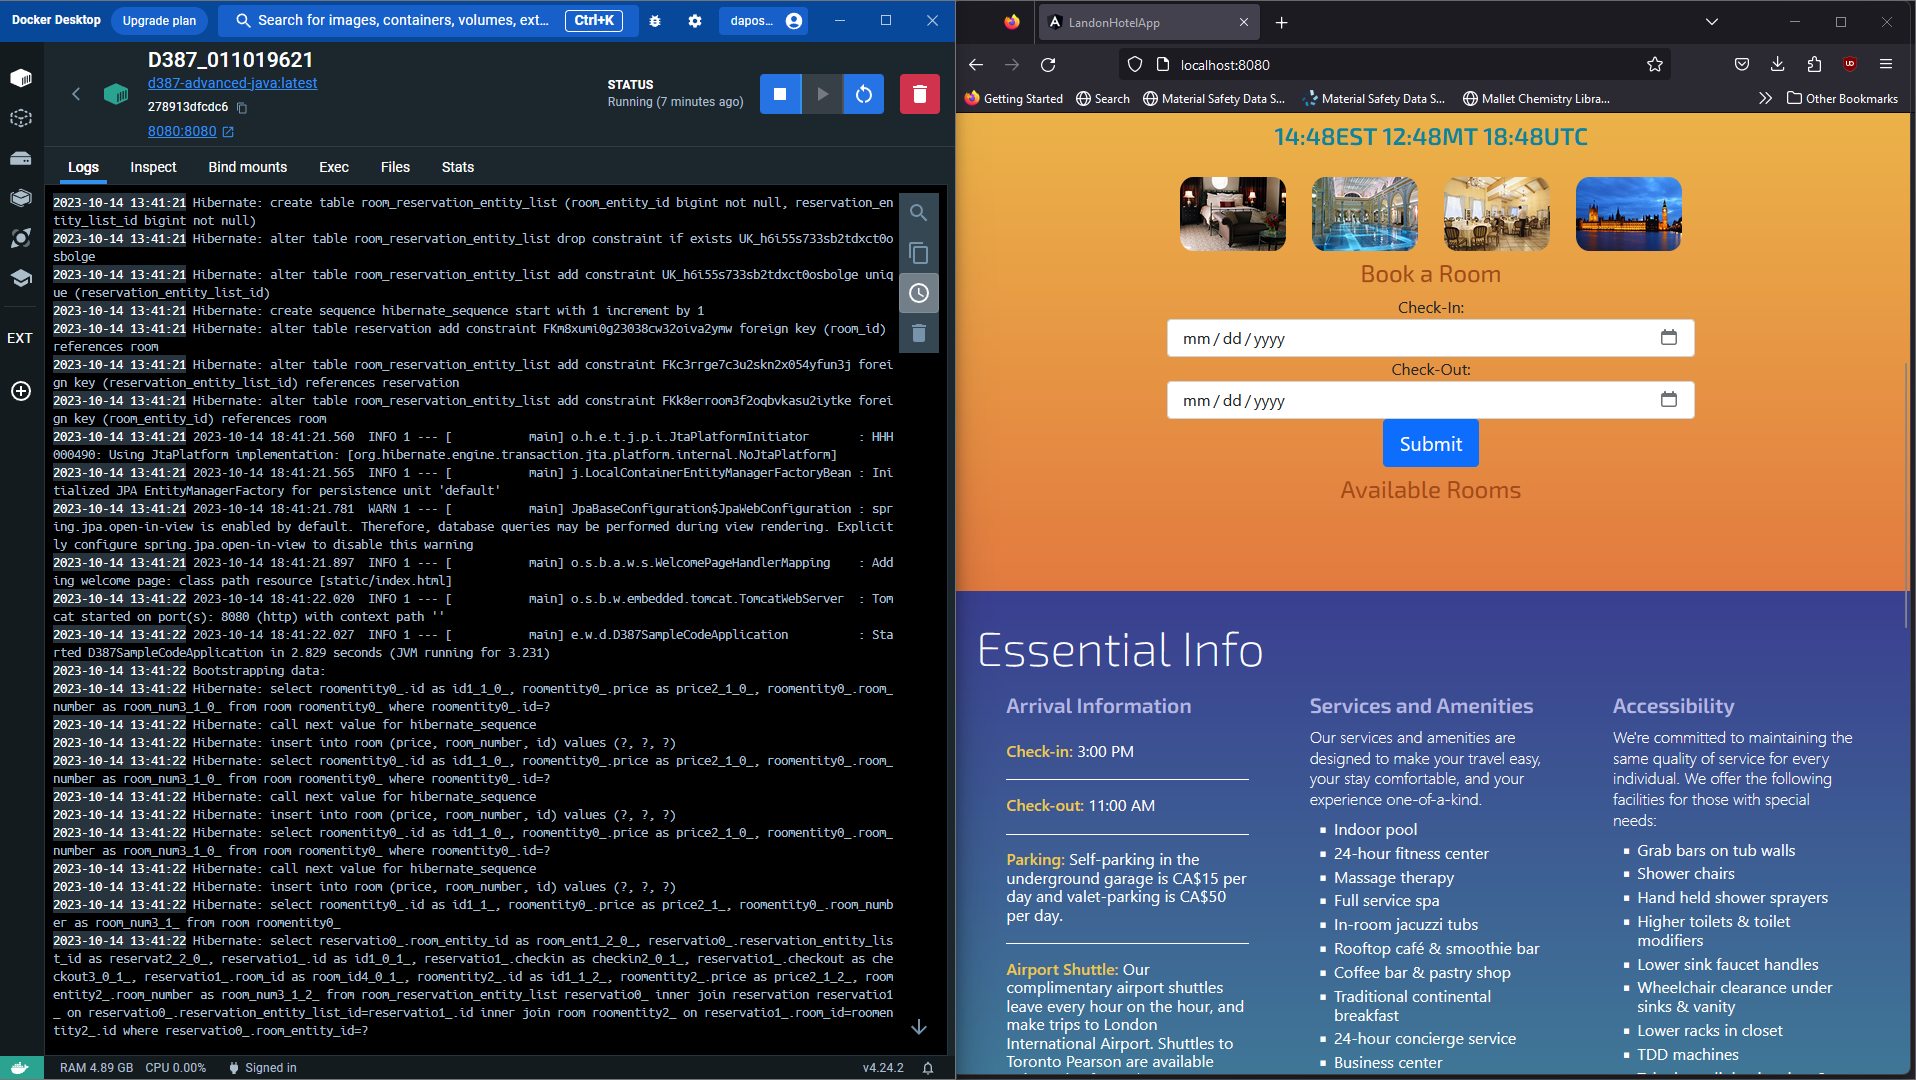 Docker Desktop
Upgrade plan
Search for images, containers, volumes, ext...
Ctrl+K
dapos...
D387_011019621
d387-advanced-java:latest
278913dfcdc6
8080:8080
STATUS
Running (7 minutes ago)
Logs
Inspect
Bind mounts
Exec
Files
Stats
EXT
2023-10-14 13:41:21 Hibernate: create table room_reservation_entity_list (room_entity_id bigint not null, reservation_en
tity_list_id bigint not null)
2023-10-14 13:41:21 Hibernate: alter table room_reservation_entity_list drop constraint if exists UK_h6i55s733sb2tdxct0o
sbolge
2023-10-14 13:41:21 Hibernate: alter table room_reservation_entity_list add constraint UK_h6i55s733sb2tdxct0osbolge uniq
ue (reservation_entity_list_id)
2023-10-14 13:41:21 Hibernate: create sequence hibernate_sequence start with 1 increment by 1
2023-10-14 13:41:21 Hibernate: alter table reservation add constraint FKm8xumi0g23038cw32oiva2ymw foreign key (room_id)
references room
2023-10-14 13:41:21 Hibernate: alter table room_reservation_entity_list add constraint FKc3rrge7c3u2skn2x054yfun3j forei
gn key (reservation_entity_list_id) references reservation
2023-10-14 13:41:21 Hibernate: alter table room_reservation_entity_list add constraint FKk8erroom3f2oqbvkasu2iytke forei
gn key (room_entity_id) references room
2023-10-14 13:41:21 2023-10-14 18:41:21.560  INFO 1 --- [           main] o.h.e.t.j.p.i.JtaPlatformInitiator       : HHH
000490: Using JtaPlatform implementation: [org.hibernate.engine.transaction.jta.platform.internal.NoJtaPlatform]
2023-10-14 13:41:21 2023-10-14 18:41:21.565  INFO 1 --- [           main] j.LocalContainerEntityManagerFactoryBean : Ini
tialized JPA EntityManagerFactory for persistence unit 'default'
2023-10-14 13:41:21 2023-10-14 18:41:21.781  WARN 1 --- [           main] JpaBaseConfiguration$JpaWebConfiguration : spr
ing.jpa.open-in-view is enabled by default. Therefore, database queries may be performed during view rendering. Explicit
ly configure spring.jpa.open-in-view to disable this warning
2023-10-14 13:41:21 2023-10-14 18:41:21.897  INFO 1 --- [           main] o.s.b.a.w.s.WelcomePageHandlerMapping    : Add
ing welcome page: class path resource [static/index.html]
2023-10-14 13:41:22 2023-10-14 18:41:22.020  INFO 1 --- [           main] o.s.b.w.embedded.tomcat.TomcatWebServer  : Tom
cat started on port(s): 8080 (http) with context path ''
2023-10-14 13:41:22 2023-10-14 18:41:22.027  INFO 1 --- [           main] e.w.d.D387SampleCodeApplication          : Sta
rted D387SampleCodeApplication in 2.829 seconds (JVM running for 3.231)
2023-10-14 13:41:22 Bootstrapping data:
2023-10-14 13:41:22 Hibernate: select roomentity0_.id as id1_1_0_, roomentity0_.price as price2_1_0_, roomentity0_.room_
number as room_num3_1_0_ from room roomentity0_ where roomentity0_.id=?
2023-10-14 13:41:22 Hibernate: call next value for hibernate_sequence
2023-10-14 13:41:22 Hibernate: insert into room (price, room_number, id) values (?, ?, ?)
2023-10-14 13:41:22 Hibernate: select roomentity0_.id as id1_1_0_, roomentity0_.price as price2_1_0_, roomentity0_.room_
number as room_num3_1_0_ from room roomentity0_ where roomentity0_.id=?
2023-10-14 13:41:22 Hibernate: call next value for hibernate_sequence
2023-10-14 13:41:22 Hibernate: insert into room (price, room_number, id) values (?, ?, ?)
2023-10-14 13:41:22 Hibernate: select roomentity0_.id as id1_1_0_, roomentity0_.price as price2_1_0_, roomentity0_.room_
number as room_num3_1_0_ from room roomentity0_ where roomentity0_.id=?
2023-10-14 13:41:22 Hibernate: call next value for hibernate_sequence
2023-10-14 13:41:22 Hibernate: insert into room (price, room_number, id) values (?, ?, ?)
2023-10-14 13:41:22 Hibernate: select roomentity0_.id as id1_1_, roomentity0_.price as price2_1_, roomentity0_.room_numb
er as room_num3_1_ from room roomentity0_
2023-10-14 13:41:22 Hibernate: select reservatio0_.room_entity_id as room_ent1_2_0_, reservatio0_.reservation_entity_lis
t_id as reservat2_2_0_, reservatio1_.id as id1_0_1_, reservatio1_.checkin as checkin2_0_1_, reservatio1_.checkout as che
ckout3_0_1_, reservatio1_.room_id as room_id4_0_1_, roomentity2_.id as id1_1_2_, roomentity2_.price as price2_1_2_, room
entity2_.room_number as room_num3_1_2_ from room_reservation_entity_list reservatio0_ inner join reservation reservatio1
_ on reservatio0_.reservation_entity_list_id=reservatio1_.id inner join room roomentity2_ on reservatio1_.room_id=roomen
tity2_.id where reservatio0_.room_entity_id=?
RAM 4.89 GB
CPU 0.00%
Signed in
v4.24.2
LandonHotelApp
localhost:8080
Getting Started
Search
Material Safety Data S...
Material Safety Data S...
Mallet Chemistry Libra...
Other Bookmarks
14:48EST 12:48MT 18:48UTC
Book a Room
Check-In:
mm / dd / yyyy
Check-Out:
mm / dd / yyyy
Submit
Available Rooms
Essential Info
Arrival Information
Check-in: 3:00 PM
Check-out: 11:00 AM
Parking: Self-parking in the
underground garage is CA$15 per
day and valet-parking is CA$50
per day.
Airport Shuttle: Our
complimentary airport shuttles
leave every hour on the hour, and
make trips to London
International Airport. Shuttles to
Toronto Pearson are available
Services and Amenities
Our services and amenities are
designed to make your travel easy,
your stay comfortable, and your
experience one-of-a-kind.
Indoor pool
24-hour fitness center
Massage therapy
Full service spa
In-room jacuzzi tubs
Rooftop café & smoothie bar
Coffee bar & pastry shop
Traditional continental
breakfast
24-hour concierge service
Business center
Accessibility
We're committed to maintaining the
same quality of service for every
individual. We offer the following
facilities for those with special
needs:
Grab bars on tub walls
Shower chairs
Hand held shower sprayers
Higher toilets & toilet
modifiers
Lower sink faucet handles
Wheelchair clearance under
sinks & vanity
Lower racks in closet
TDD machines